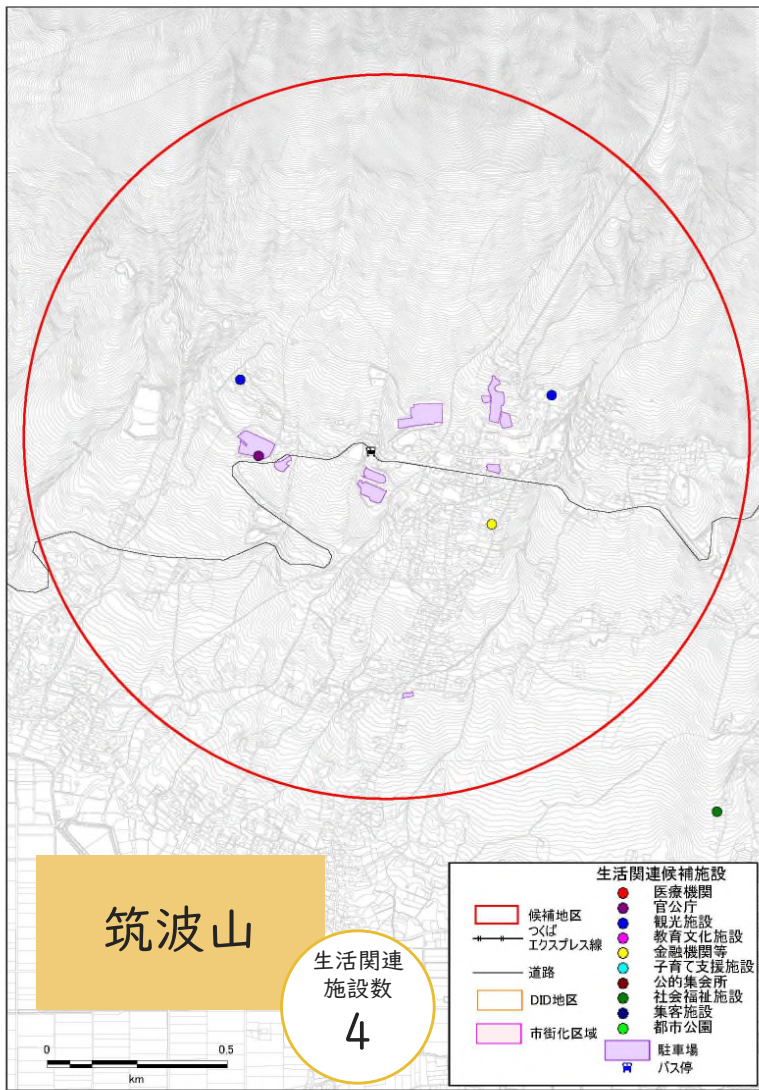 筑波山
生活関連
施設数
4
0
0.5
km
生活関連候補施設
候補地区
つくば
エクスプレス線
道路
DID地区
市街化区域
医療機関
官公庁
観光施設
教育文化施設
金融機関等
子育て支援施設
公的集会所
社会福祉施設
集客施設
都市公園
駐車場
バス停